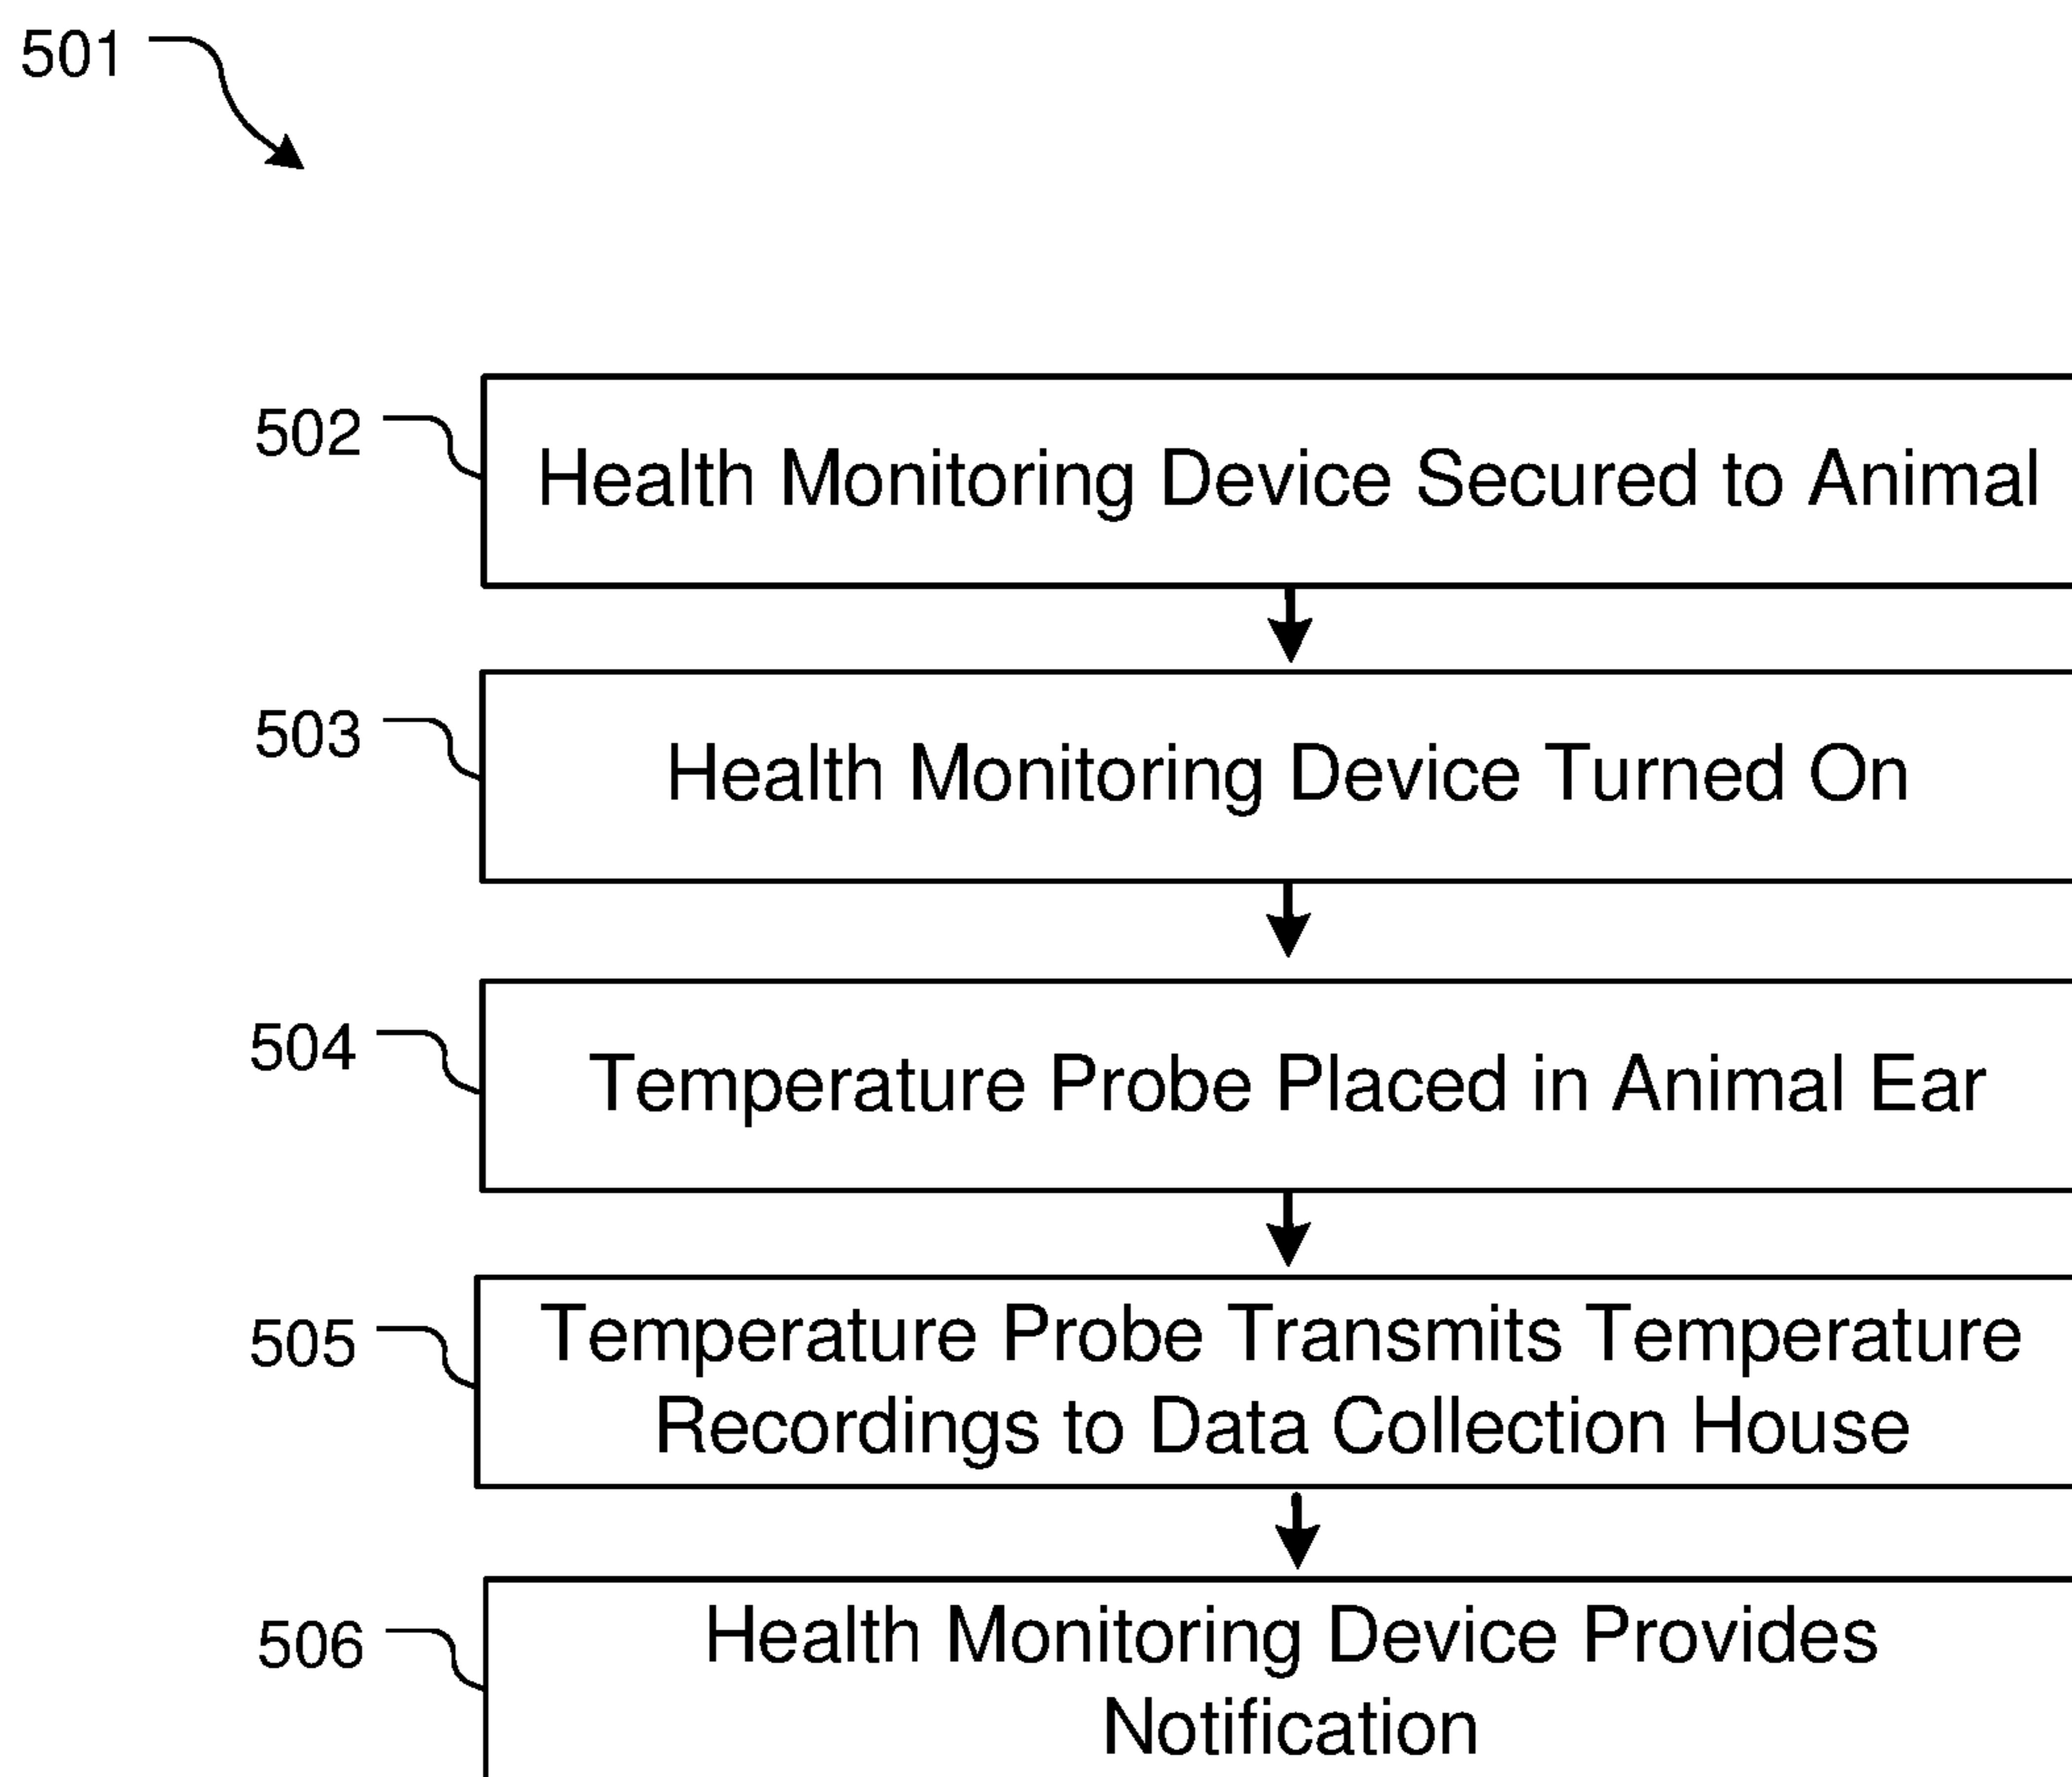 501
502
Health Monitoring Device Secured to Animal
503
Health Monitoring Device Turned On
504
Temperature Probe Placed in Animal Ear
505
Temperature Probe Transmits Temperature
Recordings to Data Collection House
506
Health Monitoring Device Provides
Notification